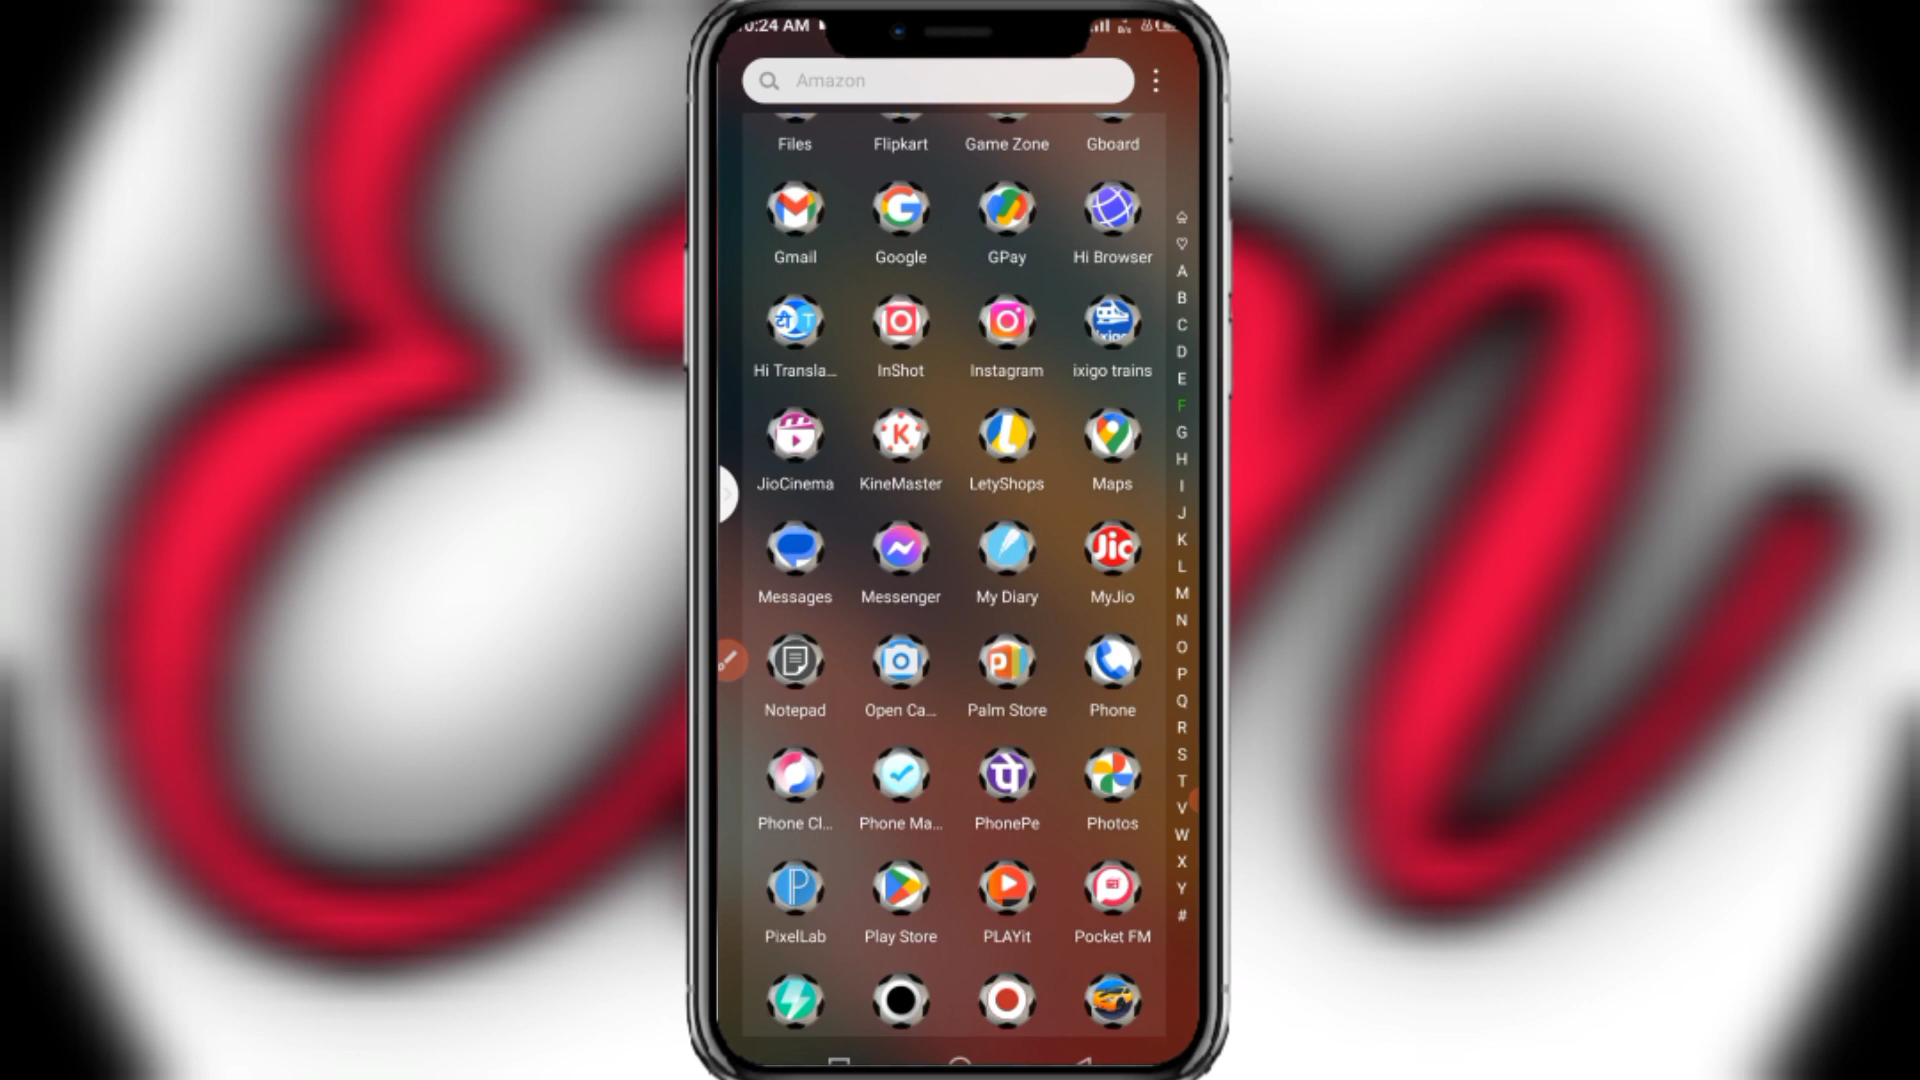 0:24 AM
Amazon
Files Flipkart Game Zone Gboard
Gmail Google GPay Hi Browser
टी T
ixigo
Hi Transla... InShot Instagram ixigo trains
K
JioCinema KineMaster LetyShops Maps
Jio
Messages Messenger My Diary MyJio
Notepad Open Ca... Palm Store Phone
पे
Phone Cl... Phone Ma... PhonePe Photos
PixelLab Play Store PLAYit Pocket FM
A
B
C
D
E
F
G
H
I
J
K
L
M
N
O
P
Q
R
S
T
V
W
X
Y
#